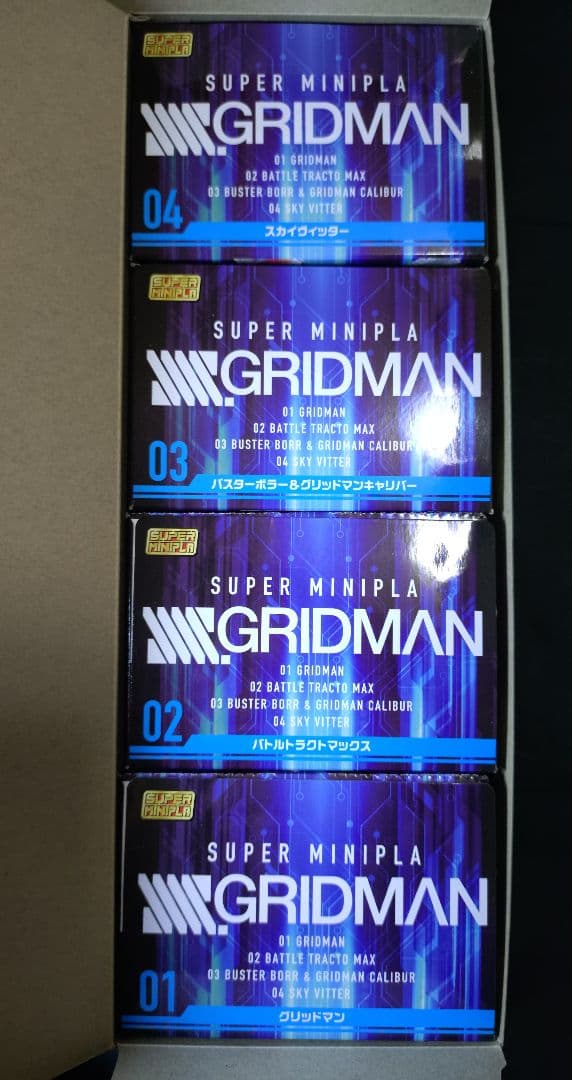 SUPER
MINIPLA
SUPER MINIPLA
SSSS.GRIDMAN
01 GRIDMAN
02 BATTLE TRACTO MAX
03 BUSTER BORR & GRIDMAN CALIBUR
04 SKY VITTER
04
スカイヴィッター
SUPER
MINIPLA
SUPER MINIPLA
SSSS.GRIDMAN
01 GRIDMAN
02 BATTLE TRACTO MAX
03 BUSTER BORR & GRIDMAN CALIBUR
04 SKY VITTER
03
バスターボラー&グリッドマンキャリバー
SUPER
MINIPLA
SUPER MINIPLA
SSSS.GRIDMAN
01 GRIDMAN
02 BATTLE TRACTO MAX
03 BUSTER BORR & GRIDMAN CALIBUR
04 SKY VITTER
02
バトルトラクトマックス
SUPER
MINIPLA
SUPER MINIPLA
SSSS.GRIDMAN
01 GRIDMAN
02 BATTLE TRACTO MAX
03 BUSTER BORR & GRIDMAN CALIBUR
04 SKY VITTER
01
グリッドマン